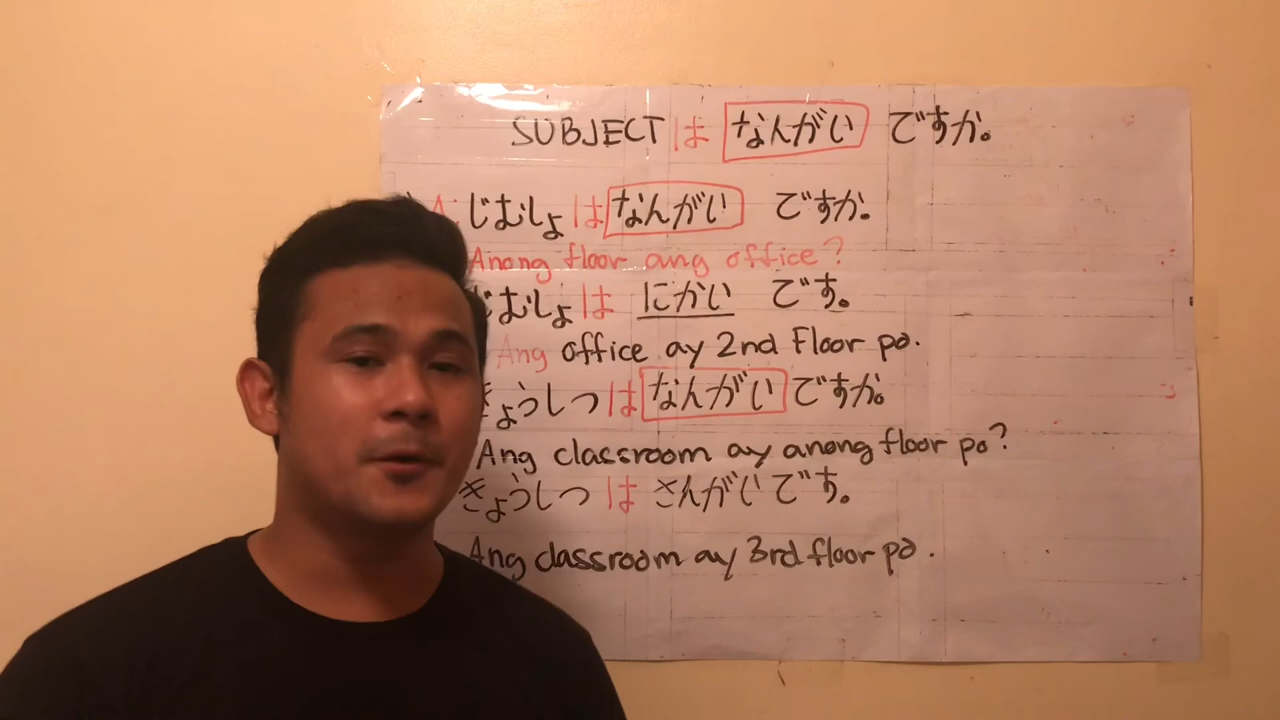 SUBJECT は なんがい ですか。
A: じむしょ は なんがい ですか。
Anong floor ang office?
じむしょ は にかい です。
Ang office ay 2nd Floor po.
きょうしつ は なんがい ですか。
Ang classroom ay anong floor po?
きょうしつ は さんがい です。
Ang classroom ay 3rd floor po.